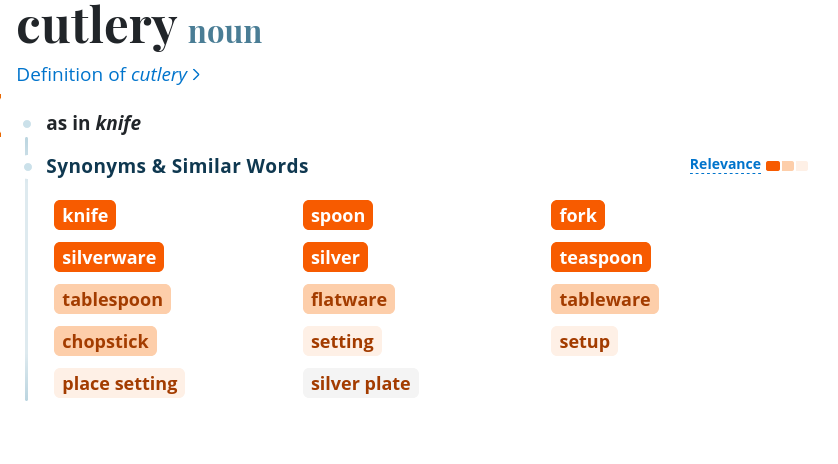 cutlery noun
Definition of cutlery >
as in knife
Synonyms & Similar Words
Relevance
knife spoon fork
silverware silver teaspoon
tablespoon flatware tableware
chopstick setting setup
place setting silver plate